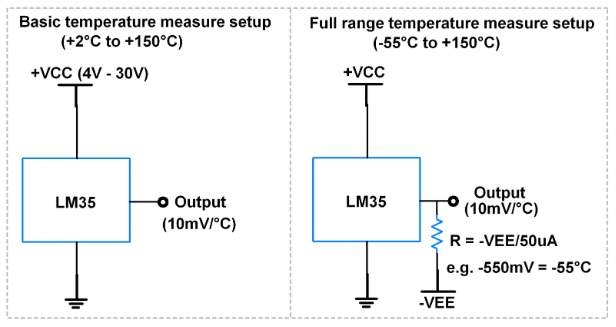 Basic temperature measure setup
(+2°C to +150°C)
+VCC (4V - 30V)
LM35
Output
(10mV/°C)
Full range temperature measure setup
(-55°C to +150°C)
+VCC
LM35
Output
(10mV/°C)
R = -VEE/50uA
e.g. -550mV = -55°C
-VEE